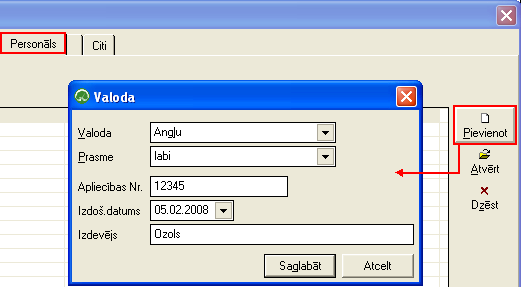 Personāls
Citi
Valoda
Valoda Angļu
Prasme labi
Apliecības Nr. 12345
Izdoš.datums 05.02.2008
Izdevējs Ozols
Saglabāt Atcelt
Pievienot
Atvērt
Dzēst